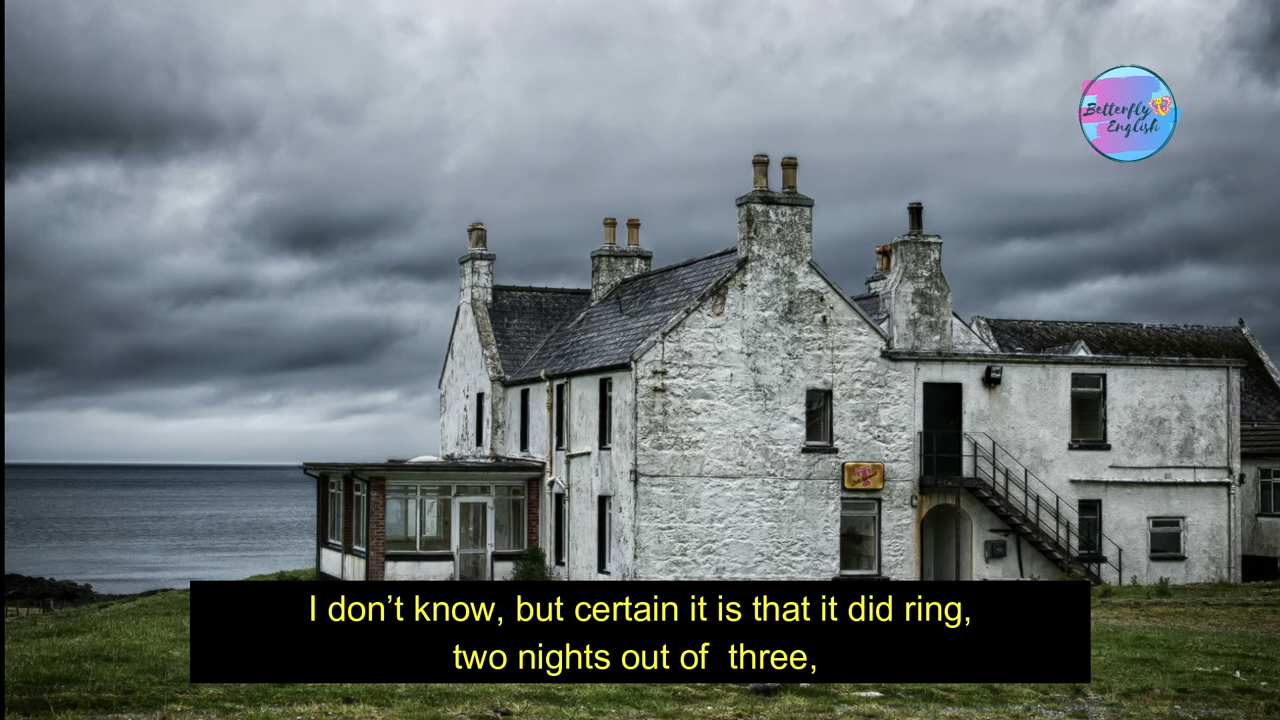 Betterfly
English
I don’t know, but certain it is that it did ring,
two nights out of  three,